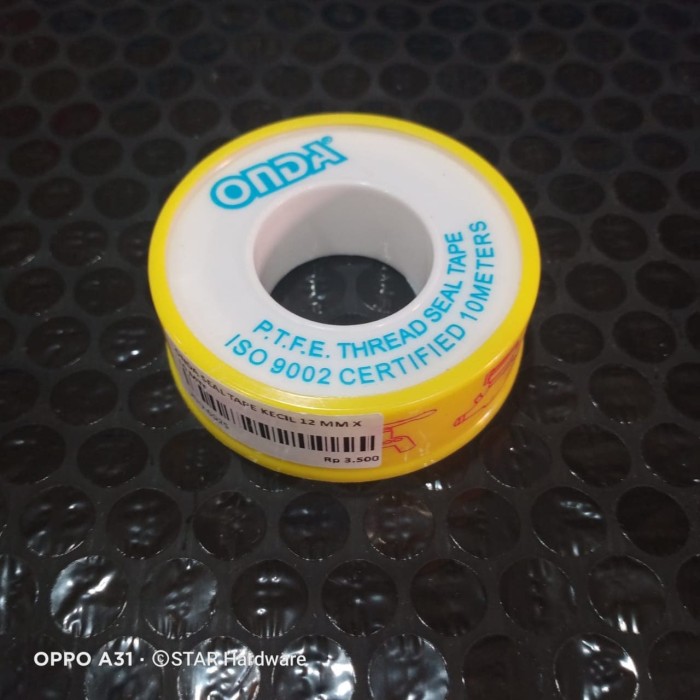 ONDA®
P.T.F.E. THREAD SEAL TAPE
ISO 9002 CERTIFIED 10METERS
SEAL TAPE KECIL 12 MM X
Rp 3.500
OPPO A31 · ©STAR Hardware